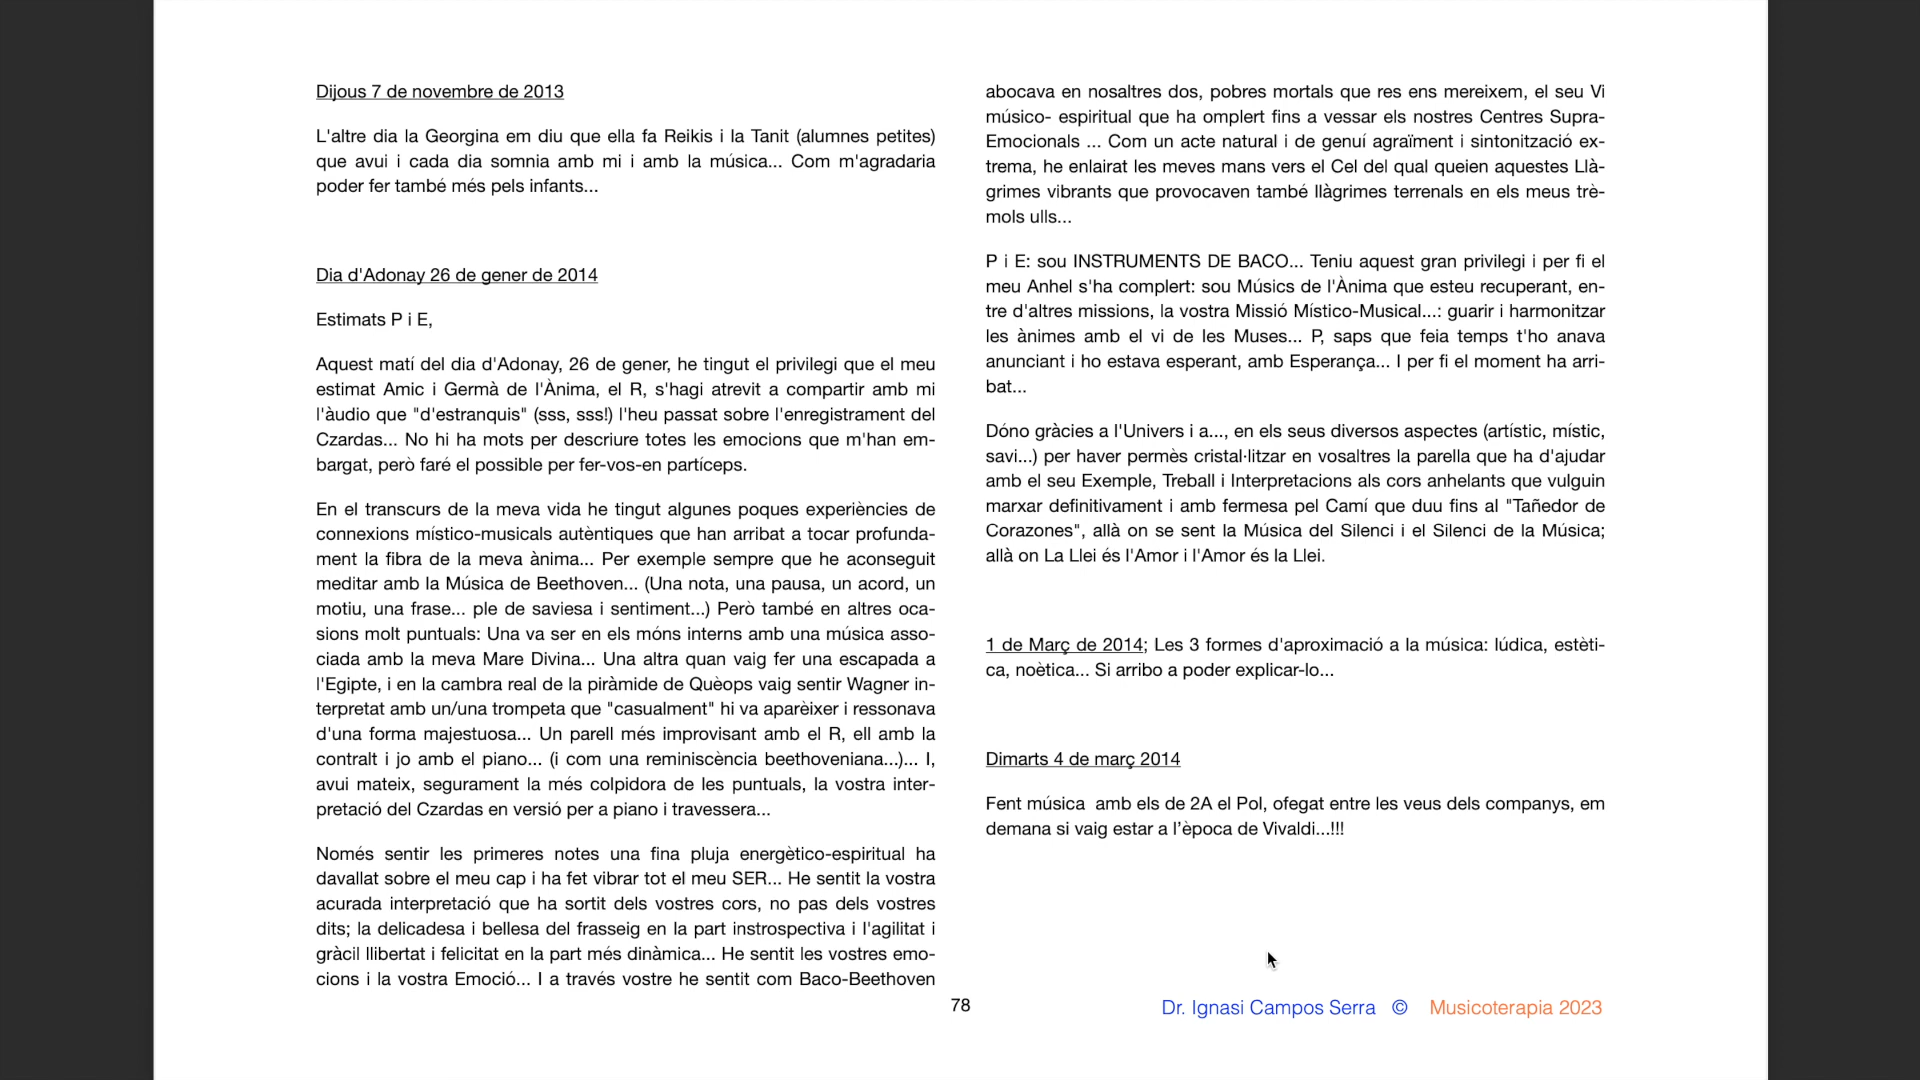 Dijous 7 de novembre de 2013
L'altre dia la Georgina em diu que ella fa Reikis i la Tanit (alumnes petites)
que avui i cada dia somnia amb mi i amb la música... Com m'agradaria
poder fer també més pels infants...
Dia d'Adonay 26 de gener de 2014
Estimats P i E,
Aquest matí del dia d'Adonay, 26 de gener, he tingut el privilegi que el meu
estimat Amic i Germà de l'Ànima, el R, s'hagi atrevit a compartir amb mi
l'àudio que "d'estranquis" (sss, sss!) l'heu passat sobre l'enregistrament del
Czardas... No hi ha mots per descriure totes les emocions que m'han em-
bargat, però faré el possible per fer-vos-en partíceps.
En el transcurs de la meva vida he tingut algunes poques experiències de
connexions místico-musicals autèntiques que han arribat a tocar profunda-
ment la fibra de la meva ànima... Per exemple sempre que he aconseguit
meditar amb la Música de Beethoven... (Una nota, una pausa, un acord, un
motiu, una frase... ple de saviesa i sentiment...) Però també en altres oca-
sions molt puntuals: Una va ser en els móns interns amb una música asso-
ciada amb la meva Mare Divina... Una altra quan vaig fer una escapada a
l'Egipte, i en la cambra real de la piràmide de Quèops vaig sentir Wagner in-
terpretat amb un/una trompeta que "casualment" hi va aparèixer i ressonava
d'una forma majestuosa... Un parell més improvisant amb el R, ell amb la
contralt i jo amb el piano... (i com una reminiscència beethoveniana...)... I,
avui mateix, segurament la més colpidora de les puntuals, la vostra inter-
pretació del Czardas en versió per a piano i travessera...
Només sentir les primeres notes una fina pluja energètico-espiritual ha
davallat sobre el meu cap i ha fet vibrar tot el meu SER... He sentit la vostra
acurada interpretació que ha sortit dels vostres cors, no pas dels vostres
dits; la delicadesa i bellesa del frasseig en la part instrospectiva i l'agilitat i
gràcil llibertat i felicitat en la part més dinàmica... He sentit les vostres emo-
cions i la vostra Emoció... I a través vostre he sentit com Baco-Beethoven
abocava en nosaltres dos, pobres mortals que res ens mereixem, el seu Vi
músico- espiritual que ha omplert fins a vessar els nostres Centres Supra-
Emocionals ... Com un acte natural i de genuí agraïment i sintonització ex-
trema, he enlairat les meves mans vers el Cel del qual queien aquestes Llà-
grimes vibrants que provocaven també llàgrimes terrenals en els meus trè-
mols ulls...
P i E: sou INSTRUMENTS DE BACO... Teniu aquest gran privilegi i per fi el
meu Anhel s'ha complert: sou Músics de l'Ànima que esteu recuperant, en-
tre d'altres missions, la vostra Missió Místico-Musical...: guarir i harmonitzar
les ànimes amb el vi de les Muses... P, saps que feia temps t'ho anava
anunciant i ho estava esperant, amb Esperança... I per fi el moment ha arri-
bat...
Dóno gràcies a l'Univers i a..., en els seus diversos aspectes (artístic, místic,
savi...) per haver permès cristal·litzar en vosaltres la parella que ha d'ajudar
amb el seu Exemple, Treball i Interpretacions als cors anhelants que vulguin
marxar definitivament i amb fermesa pel Camí que duu fins al "Tañedor de
Corazones", allà on se sent la Música del Silenci i el Silenci de la Música;
allà on La Llei és l'Amor i l'Amor és la Llei.
1 de Març de 2014; Les 3 formes d'aproximació a la música: lúdica, estèti-
ca, noètica... Si arribo a poder explicar-lo...
Dimarts 4 de març 2014
Fent música  amb els de 2A el Pol, ofegat entre les veus dels companys, em
demana si vaig estar a l’època de Vivaldi...!!!
78
Dr. Ignasi Campos Serra © Musicoterapia 2023